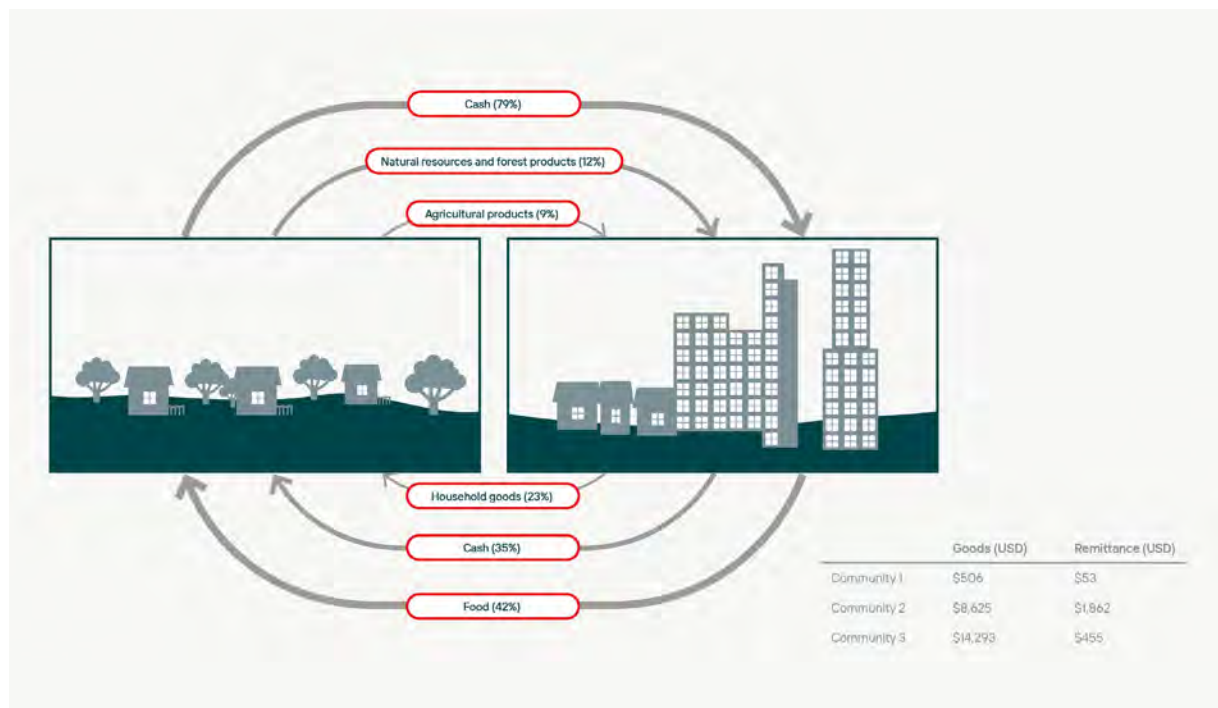 Cash (79%)
Natural resources and forest products (12%)
Agricultural products (9%)
Household goods (23%)
Cash (35%)
Food (42%)
Goods (USD) Remittance (USD)
Community 1 $506 $53
Community 2 $8,625 $1,862
Community 3 $14,293 $455